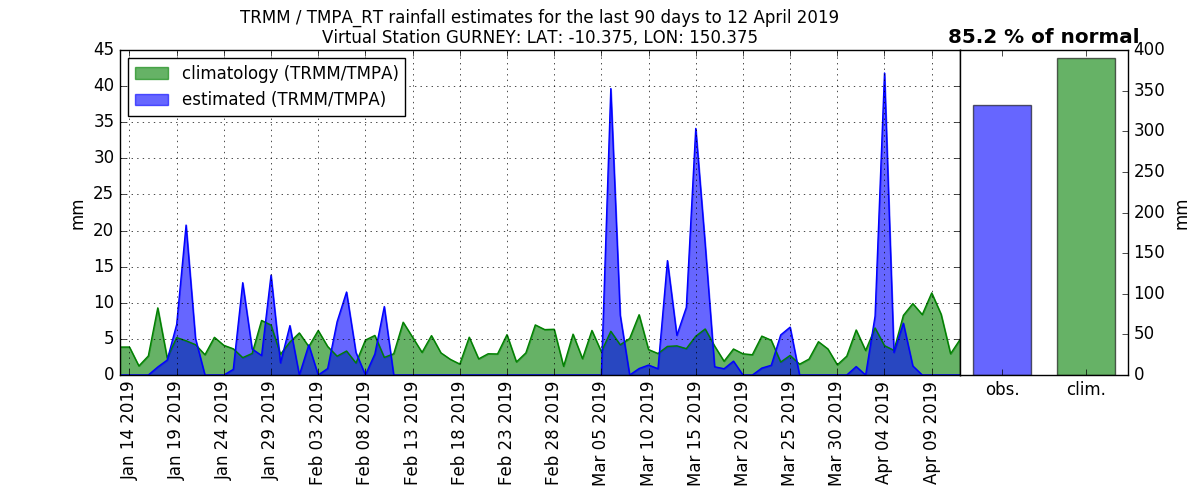 TRMM / TMPA_RT rainfall estimates for the last 90 days to 12 April 2019
Virtual Station GURNEY: LAT: -10.375, LON: 150.375
85.2 % of normal
climatology (TRMM/TMPA)
estimated (TRMM/TMPA)
45
40
35
30
25
20
15
10
5
0
mm
Jan 14 2019
Jan 19 2019
Jan 24 2019
Jan 29 2019
Feb 03 2019
Feb 08 2019
Feb 13 2019
Feb 18 2019
Feb 23 2019
Feb 28 2019
Mar 05 2019
Mar 10 2019
Mar 15 2019
Mar 20 2019
Mar 25 2019
Mar 30 2019
Apr 04 2019
Apr 09 2019
obs.
clim.
400
350
300
250
200
150
100
50
0
mm